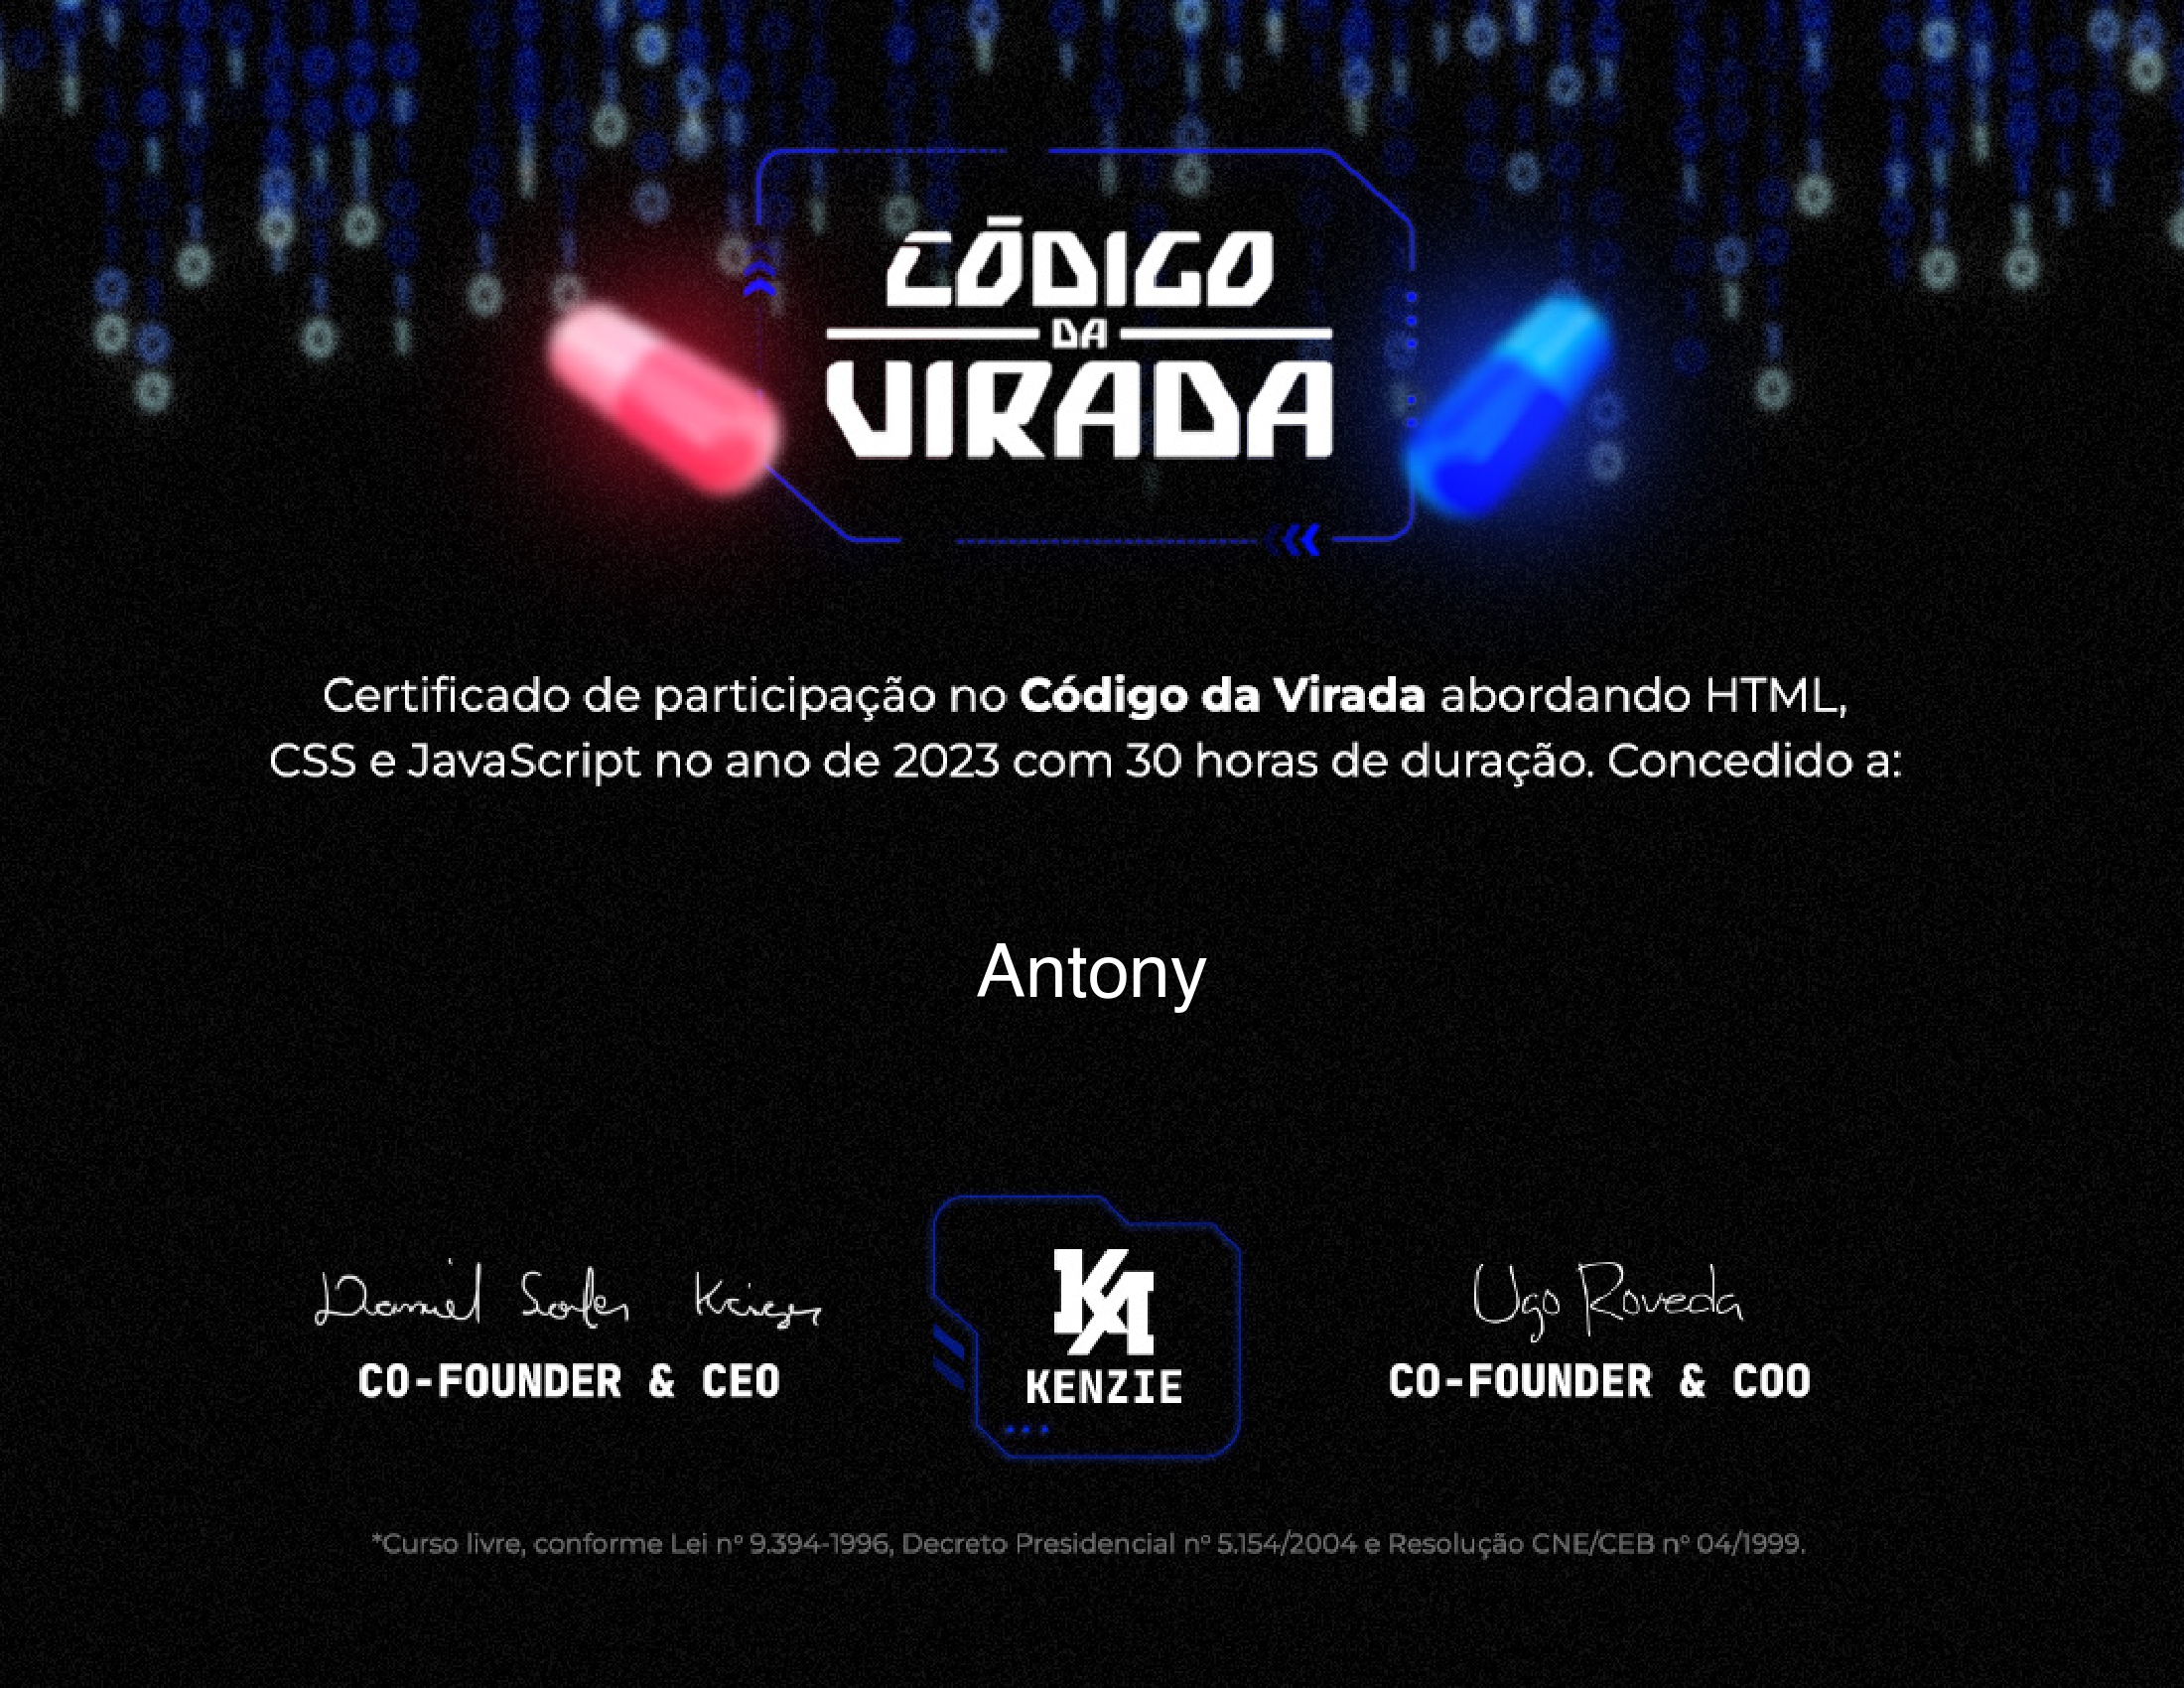 CÓDIGO
DA
VIRADA
Certificado de participação no Código da Virada abordando HTML,
CSS e JavaScript no ano de 2023 com 30 horas de duração. Concedido a:
Antony
Daniel Kriger
Ugo Roveda
CO-FOUNDER & CEO
KA
KENZIE
CO-FOUNDER & COO
*Curso livre, conforme Lei nº 9.394-1996, Decreto Presidencial nº 5.154/2004 e Resolução CNE/CEB nº 04/1999.